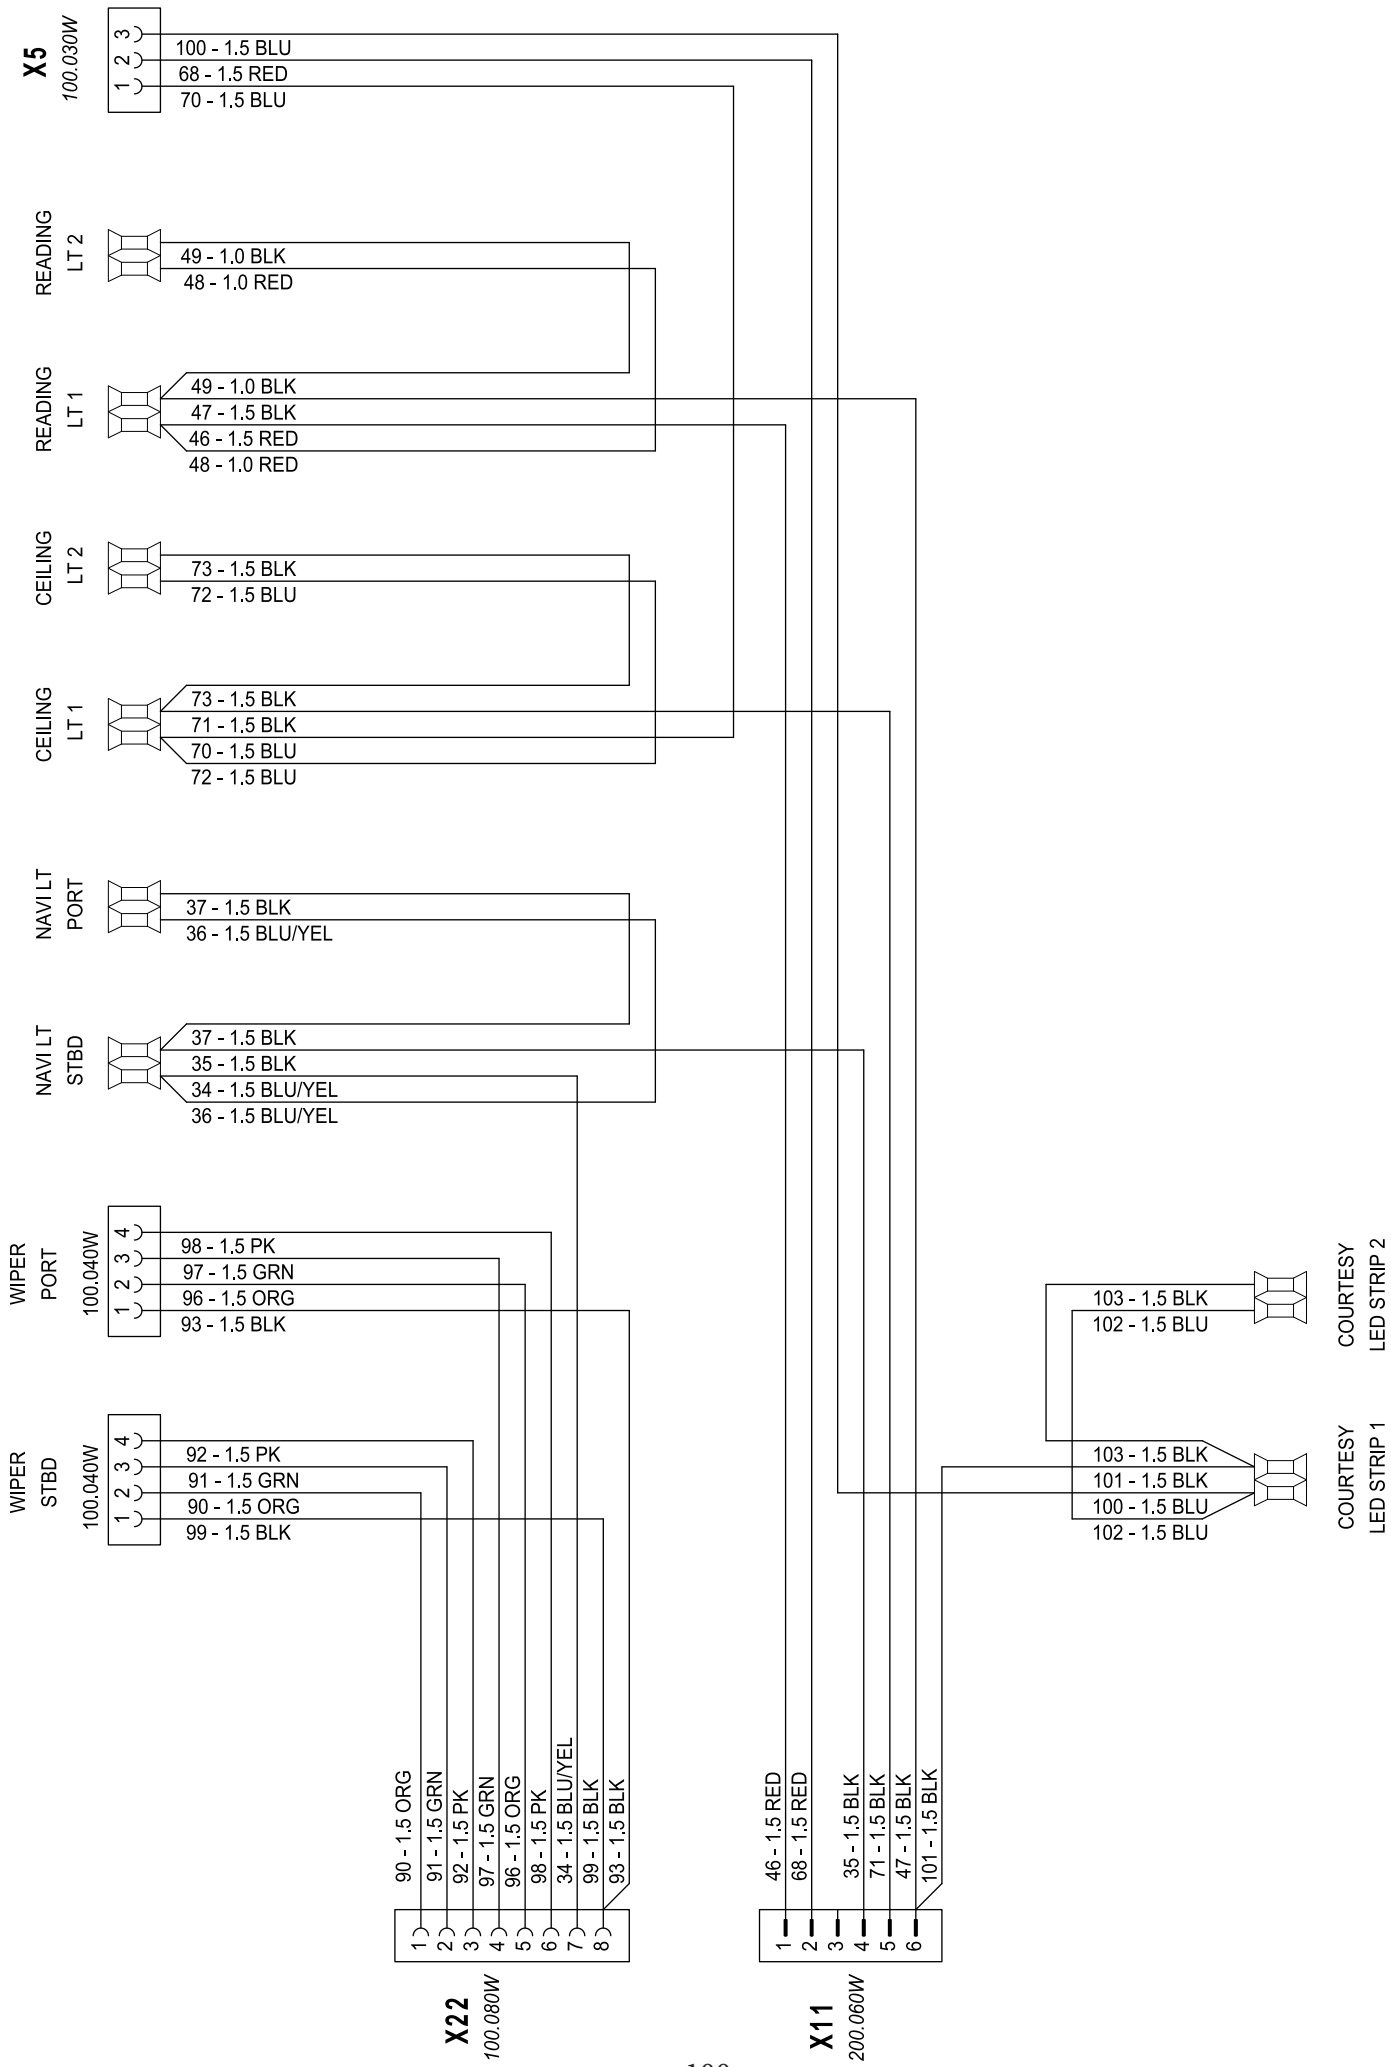 X5
100.030W
3
2
1
100 - 1.5 BLU
68 - 1.5 RED
70 - 1.5 BLU
READING
LT 2
49 - 1.0 BLK
48 - 1.0 RED
READING
LT 1
49 - 1.0 BLK
47 - 1.5 BLK
46 - 1.5 RED
48 - 1.0 RED
CEILING
LT 2
73 - 1.5 BLK
72 - 1.5 BLU
CEILING
LT 1
73 - 1.5 BLK
71 - 1.5 BLK
70 - 1.5 BLU
72 - 1.5 BLU
NAVI LT
PORT
37 - 1.5 BLK
36 - 1.5 BLU/YEL
NAVI LT
STBD
37 - 1.5 BLK
35 - 1.5 BLK
34 - 1.5 BLU/YEL
36 - 1.5 BLU/YEL
WIPER
PORT
100.040W
4
3
2
1
98 - 1.5 PK
97 - 1.5 GRN
96 - 1.5 ORG
93 - 1.5 BLK
WIPER
STBD
100.040W
4
3
2
1
92 - 1.5 PK
91 - 1.5 GRN
90 - 1.5 ORG
99 - 1.5 BLK
103 - 1.5 BLK
102 - 1.5 BLU
COURTESY
LED STRIP 2
103 - 1.5 BLK
101 - 1.5 BLK
100 - 1.5 BLU
102 - 1.5 BLU
COURTESY
LED STRIP 1
90 - 1.5 ORG
91 - 1.5 GRN
92 - 1.5 PK
97 - 1.5 GRN
96 - 1.5 ORG
98 - 1.5 PK
34 - 1.5 BLU/YEL
99 - 1.5 BLK
93 - 1.5 BLK
1
2
3
4
5
6
7
8
X22
100.080W
46 - 1.5 RED
68 - 1.5 RED
35 - 1.5 BLK
71 - 1.5 BLK
47 - 1.5 BLK
101 - 1.5 BLK
1
2
3
4
5
6
X11
200.060W